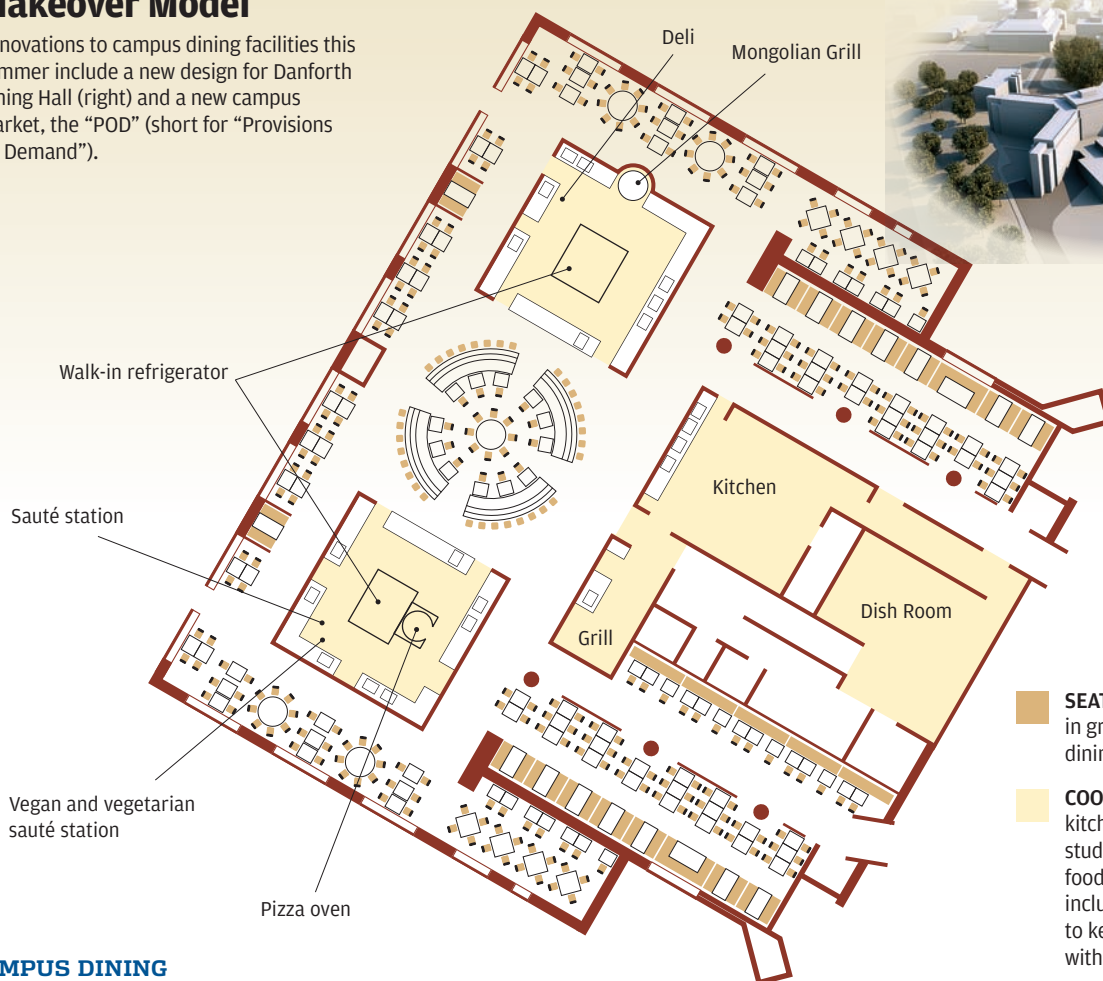 Makeover Model
novations to campus dining facilities this
mmer include a new design for Danforth
ning Hall (right) and a new campus
arket, the “POD” (short for “Provisions
Demand”).
Deli
Mongolian Grill
Walk-in refrigerator
Sauté station
Kitchen
Dish Room
Grill
Vegan and vegetarian
sauté station
Pizza oven
SEAT
in gr
dinin
COO
kitch
stud
food
inclu
to ke
with
MPUS DINING